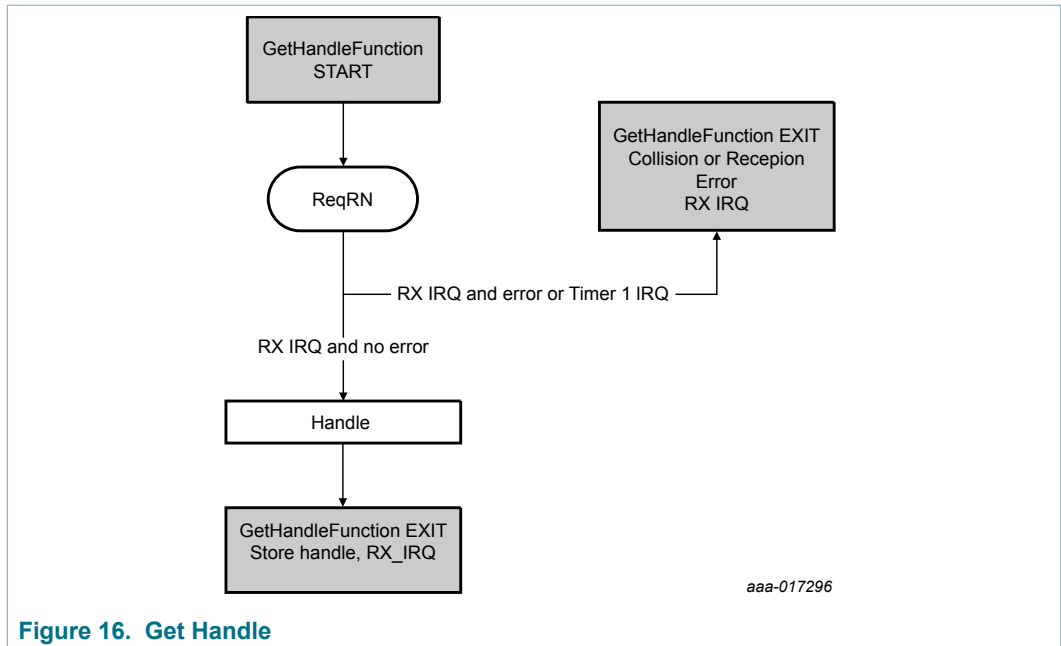 GetHandleFunction
START
GetHandleFunction EXIT
Collision or Recepion
Error
RX IRQ
ReqRN
RX IRQ and error or Timer 1 IRQ
RX IRQ and no error
Handle
GetHandleFunction EXIT
Store handle, RX_IRQ
aaa-017296
Figure 16. Get Handle